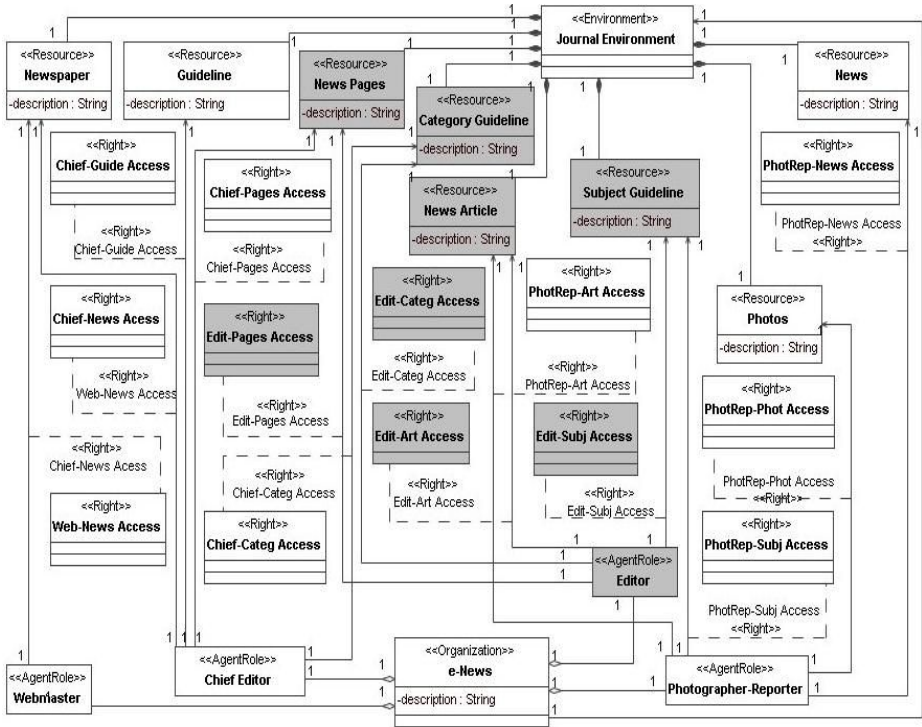 <<Environment>>
Journal Environment
<<Resource>>
Newspaper
-description : String
<<Resource>>
Guideline
-description : String
<<Resource>>
News Pages
-description : String
<<Resource>>
Category Guideline
-description : String
<<Resource>>
News Article
-description : String
<<Resource>>
Subject Guideline
-description : String
<<Resource>>
News
-description : String
<<Resource>>
Photos
-description : String
<<Right>>
Chief-Guide Access
<<Right>>
Chief-Guide Access
<<Right>>
Chief-Pages Access
<<Right>>
Chief-Pages Access
<<Right>>
PhotRep-News Access
PhotRep-News Access
<<Right>>
<<Right>>
Chief-News Acess
<<Right>>
Web-News Access
<<Right>>
Edit-Pages Access
<<Right>>
Edit-Pages Access
<<Right>>
Edit-Categ Access
<<Right>>
Edit-Categ Access
<<Right>>
PhotRep-Art Access
<<Right>>
PhotRep-Art Access
<<Right>>
Chief-News Acess
<<Right>>
Web-News Access
<<Right>>
Chief-Categ Access
<<Right>>
Chief-Categ Access
<<Right>>
Edit-Art Access
<<Right>>
Edit-Art Access
<<Right>>
Edit-Subj Access
<<Right>>
Edit-Subj Access
<<Right>>
PhotRep-Phot Access
PhotRep-Phot Access
<<Right>>
<<Right>>
PhotRep-Subj Access
PhotRep-Subj Access
<<Right>>
<<AgentRole>>
Editor
<<AgentRole>>
Webmaster
<<AgentRole>>
Chief Editor
<<Organization>>
e-News
-description : String
<<AgentRole>>
Photographer-Reporter